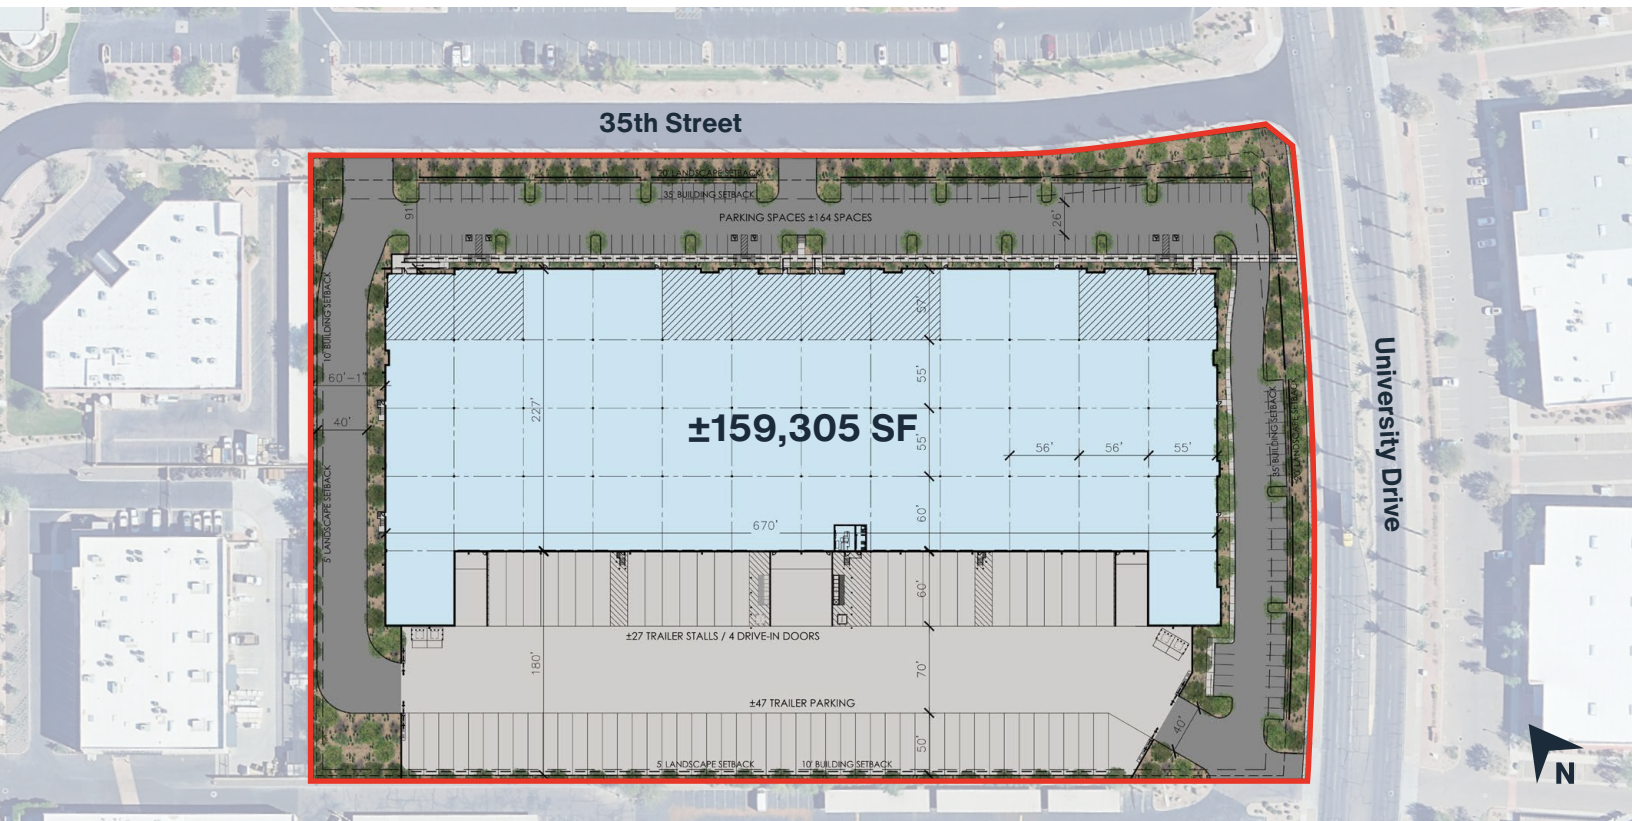 35th Street
20' LANDSCAPE SETBACK
35' BUILDING SETBACK
PARKING SPACES ±164 SPACES
91'
26'
10' BUILDING SETBACK
60'-1"
40'
5' LANDSCAPE SETBACK
57'
55'
227'
±159,305 SF
55'
56'
56'
55'
60'
670'
35' BUILDING SETBACK
LANDSCAPE SETBACK
University Drive
60'
±27 TRAILER STALLS / 4 DRIVE-IN DOORS
180'
70'
±47 TRAILER PARKING
40'
50'
5' LANDSCAPE SETBACK
10' BUILDING SETBACK
N